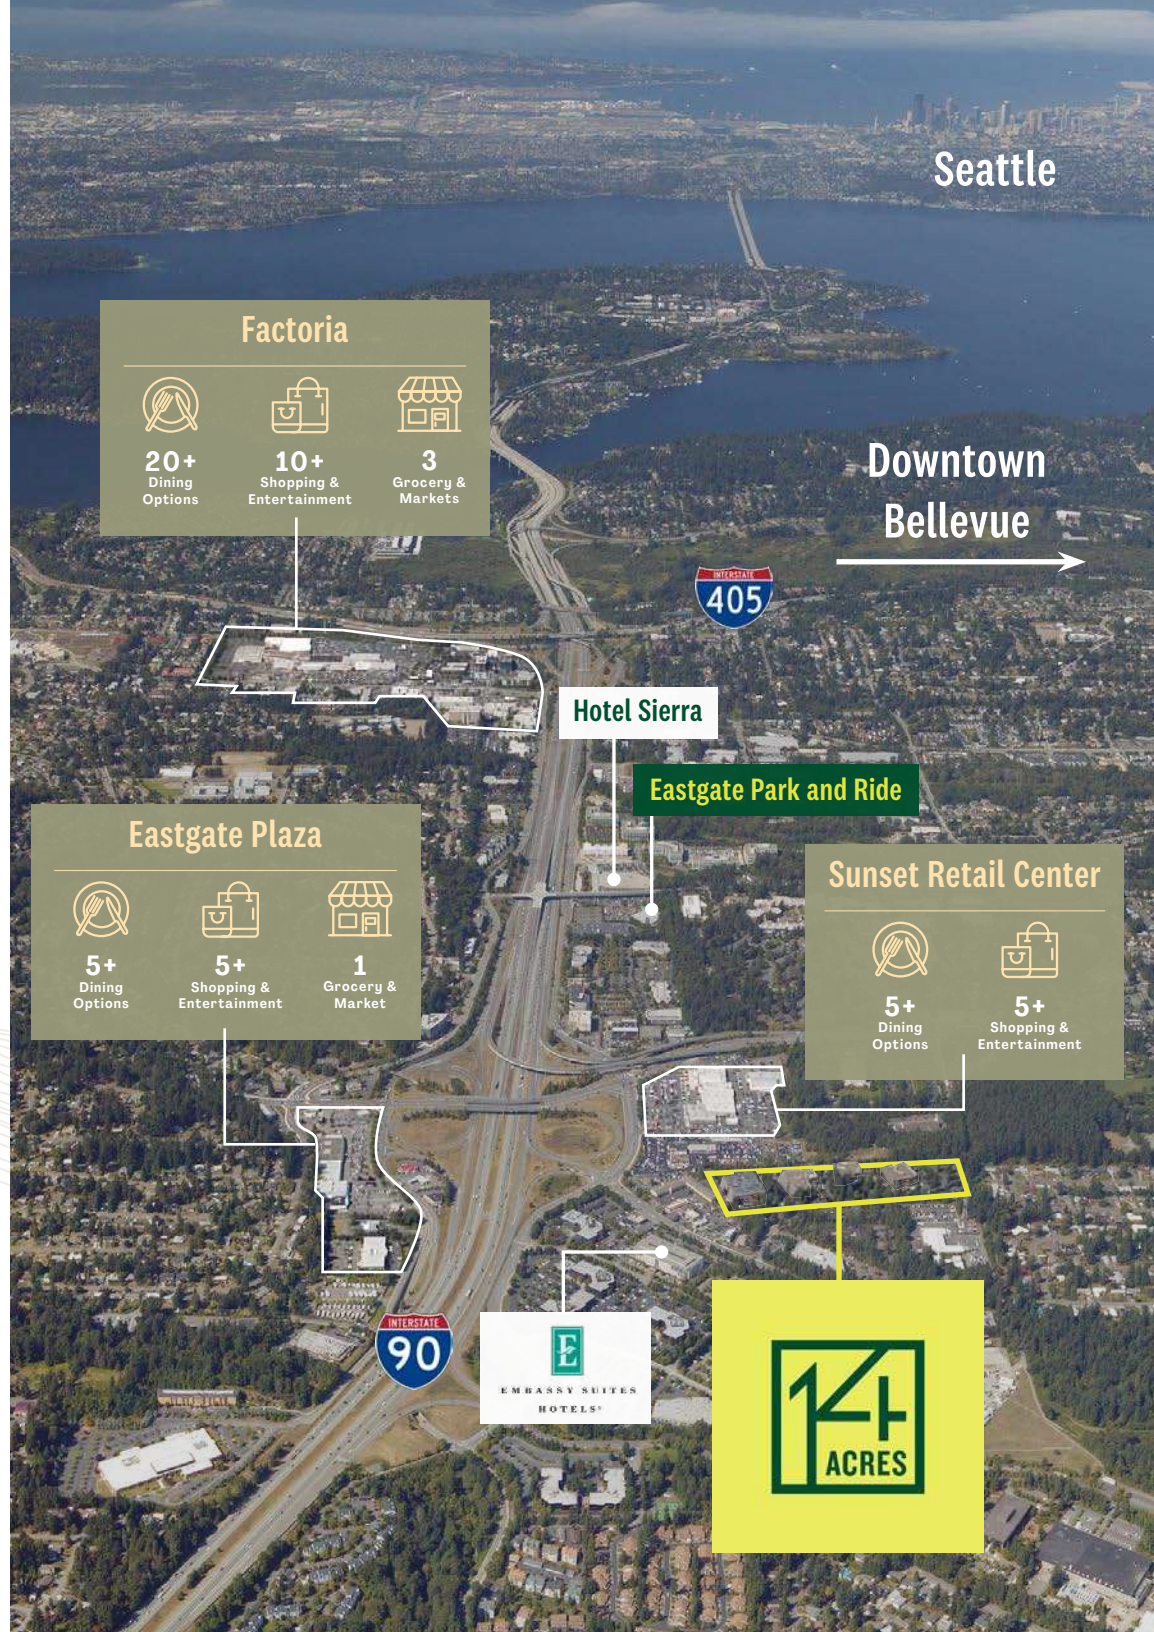 Seattle
Factoria
20+
Dining
Options
10+
Shopping &
Entertainment
3
Grocery &
Markets
Downtown
Bellevue
INTERSTATE
405
Hotel Sierra
Eastgate Park and Ride
Eastgate Plaza
5+
Dining
Options
5+
Shopping &
Entertainment
1
Grocery &
Market
Sunset Retail Center
5+
Dining
Options
5+
Shopping &
Entertainment
INTERSTATE
90
E
EMBASSY SUITES
HOTELS®
14
ACRES